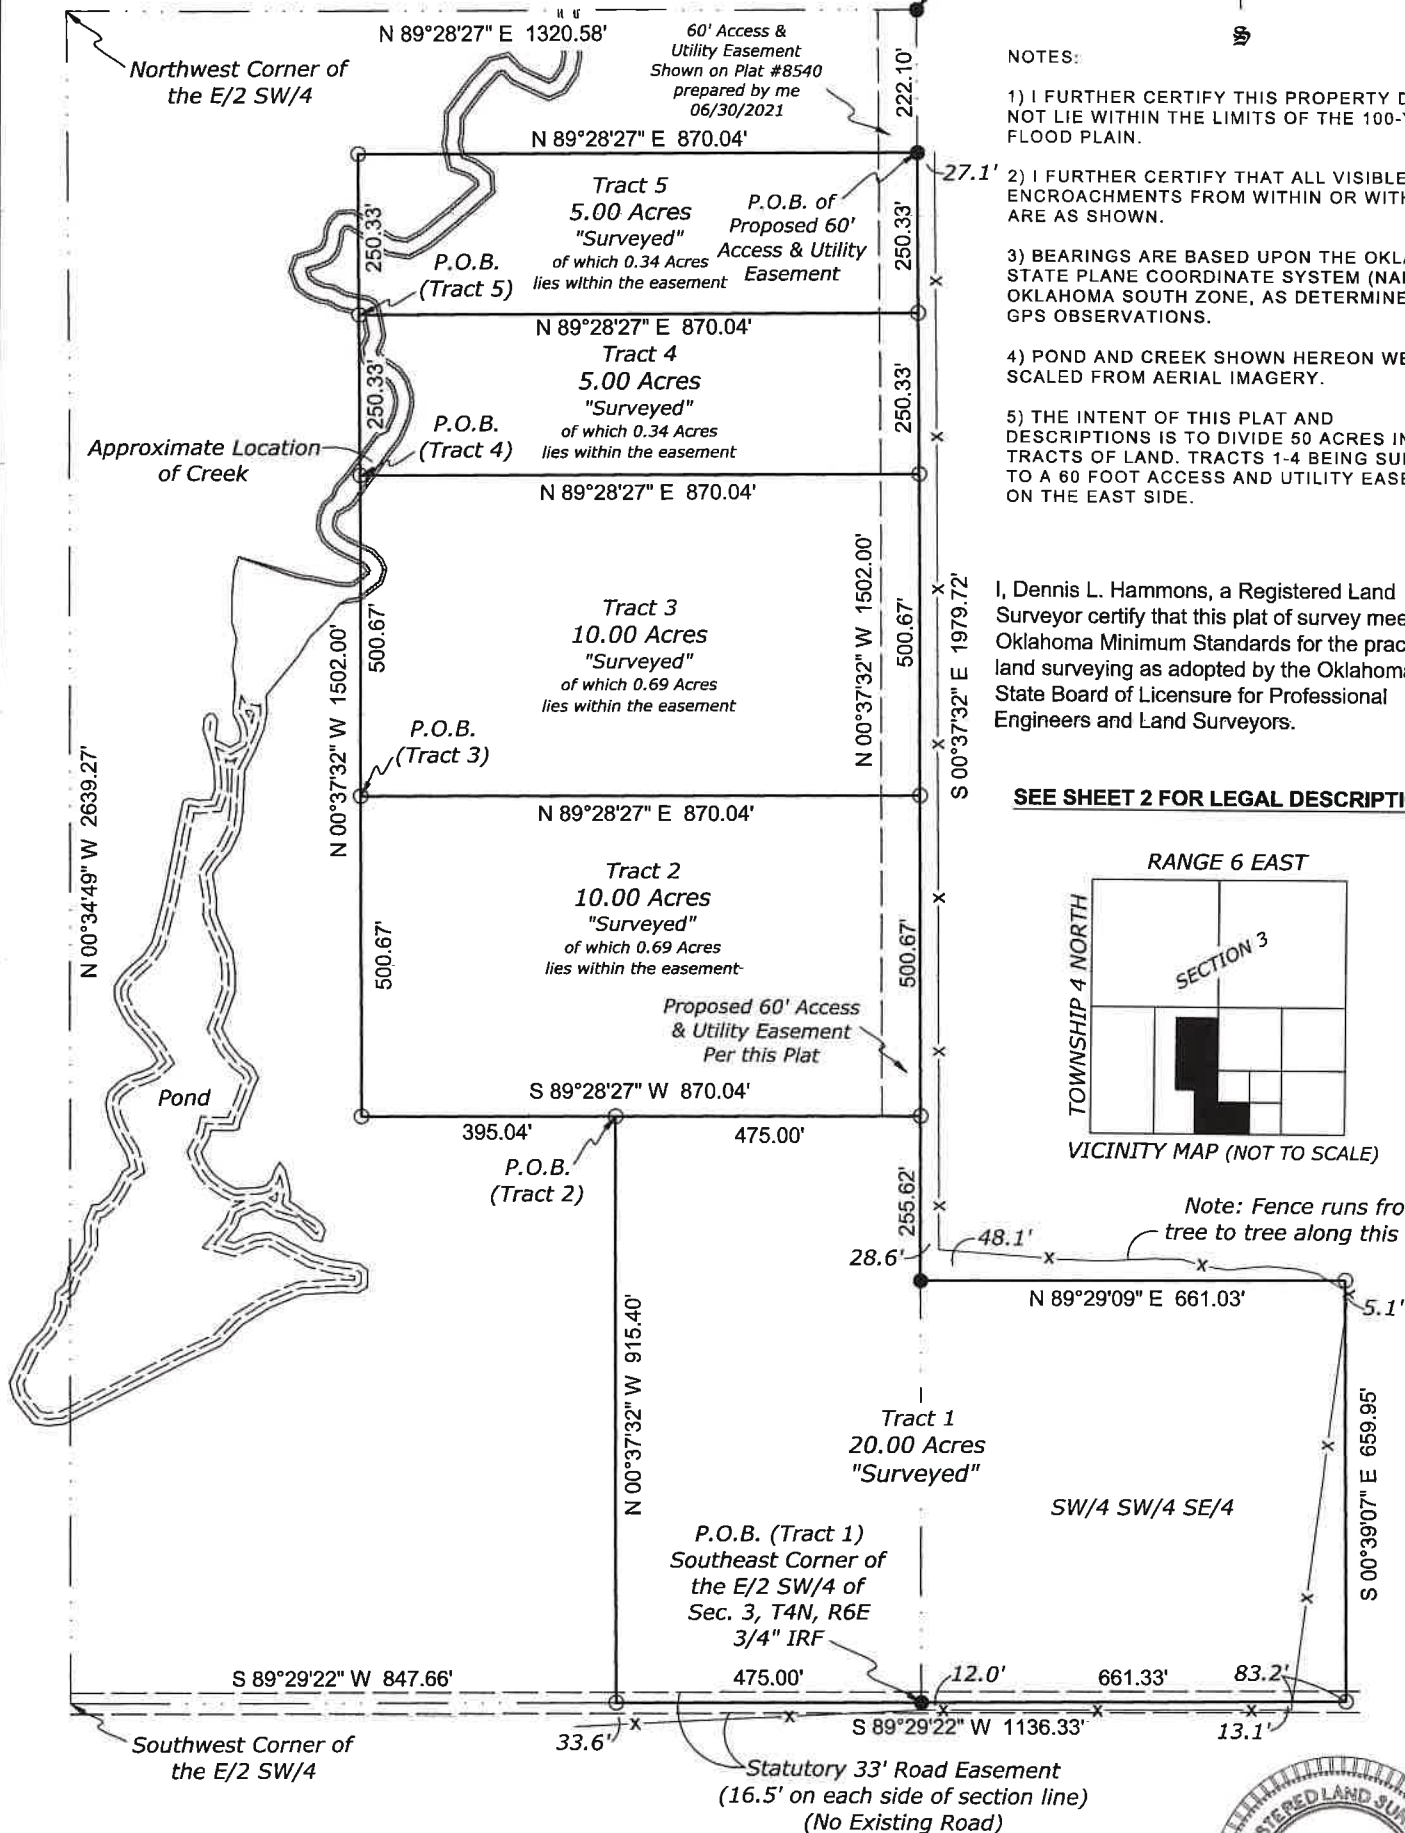 N 89°28'27" E 1320.58'
Northwest Corner of
the E/2 SW/4
60' Access &
Utility Easement
Shown on Plat #8540
prepared by me
06/30/2021
222.10'
S
NOTES:
1) I FURTHER CERTIFY THIS PROPERTY D
NOT LIE WITHIN THE LIMITS OF THE 100-
FLOOD PLAIN.
2) I FURTHER CERTIFY THAT ALL VISIBLE
ENCROACHMENTS FROM WITHIN OR WITH
ARE AS SHOWN.
3) BEARINGS ARE BASED UPON THE OKL
STATE PLANE COORDINATE SYSTEM (NA
OKLAHOMA SOUTH ZONE, AS DETERMINE
GPS OBSERVATIONS.
4) POND AND CREEK SHOWN HEREON WE
SCALED FROM AERIAL IMAGERY.
5) THE INTENT OF THIS PLAT AND
DESCRIPTIONS IS TO DIVIDE 50 ACRES IN
TRACTS OF LAND. TRACTS 1-4 BEING SU
TO A 60 FOOT ACCESS AND UTILITY EASE
ON THE EAST SIDE.
N 89°28'27" E 870.04'
27.1'
Tract 5
5.00 Acres
"Surveyed"
of which 0.34 Acres
lies within the easement
P.O.B. of
Proposed 60'
Access & Utility
Easement
250.33'
250.33'
P.O.B.
(Tract 5)
N 89°28'27" E 870.04'
Tract 4
5.00 Acres
"Surveyed"
of which 0.34 Acres
lies within the easement
250.33'
250.33'
P.O.B.
(Tract 4)
Approximate Location
of Creek
N 89°28'27" E 870.04'
Tract 3
10.00 Acres
"Surveyed"
of which 0.69 Acres
lies within the easement
N 00°37'32" W 1502.00'
500.67'
N 00°37'32" W 1502.00'
500.67'
S 00°37'32" E 1979.72'
P.O.B.
(Tract 3)
I, Dennis L. Hammons, a Registered Land
Surveyor certify that this plat of survey mee
Oklahoma Minimum Standards for the prac
land surveying as adopted by the Oklahom
State Board of Licensure for Professional
Engineers and Land Surveyors.
SEE SHEET 2 FOR LEGAL DESCRIPTI
N 00°34'49" W 2639.27'
N 89°28'27" E 870.04'
Tract 2
10.00 Acres
"Surveyed"
of which 0.69 Acres
lies within the easement
500.67'
500.67'
Proposed 60' Access
& Utility Easement
Per this Plat
RANGE 6 EAST
TOWNSHIP 4 NORTH
SECTION 3
VICINITY MAP (NOT TO SCALE)
Pond
S 89°28'27" W 870.04'
395.04'
475.00'
P.O.B.
(Tract 2)
255.62'
Note: Fence runs fro
tree to tree along this
28.6'
48.1'
N 89°29'09" E 661.03'
5.1'
N 00°37'32" W 915.40'
Tract 1
20.00 Acres
"Surveyed"
SW/4 SW/4 SE/4
S 00°39'07" E 659.95'
P.O.B. (Tract 1)
Southeast Corner of
the E/2 SW/4 of
Sec. 3, T4N, R6E
3/4" IRF
S 89°29'22" W 847.66'
475.00'
12.0'
661.33'
83.2'
S 89°29'22" W 1136.33'
33.6'
13.1'
Southwest Corner of
the E/2 SW/4
Statutory 33' Road Easement
(16.5' on each side of section line)
(No Existing Road)
STERED LAND SUR